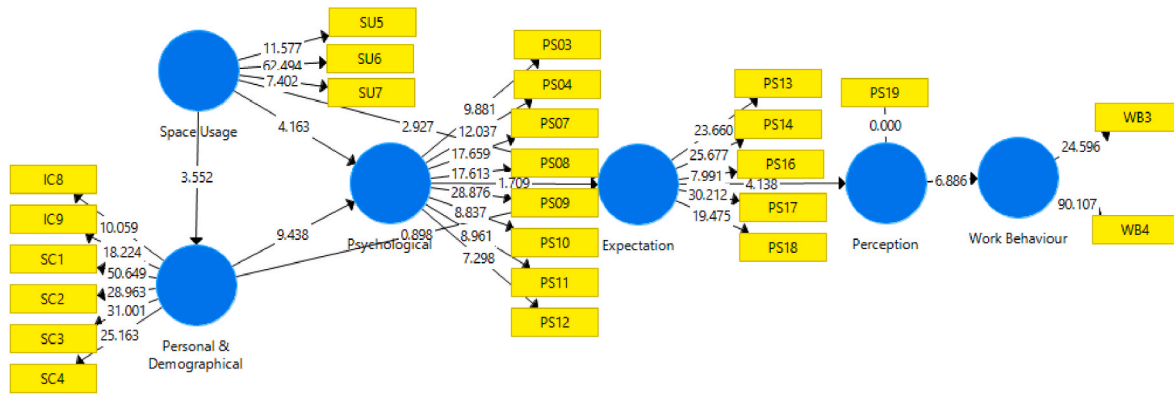 SU5
11.577
SU6
62.494
SU7
7.402
Space Usage
4.163
2.927
3.552
PS03
9.881
PS04
12.037
PS07
17.659
PS08
17.613
1.709
PS09
28.876
8.837
PS10
8.961
PS11
7.298
PS12
Psychological
0.898
9.438
IC8
10.059
IC9
18.224
SC1
50.649
SC2
28.963
SC3
31.001
SC4
25.163
Personal &
Demographical
Expectation
PS13
23.660
PS14
25.677
PS16
7.991
4.138
PS17
30.212
PS18
19.475
PS19
0.000
Perception
6.886
Work Behaviour
WB3
24.596
WB4
90.107